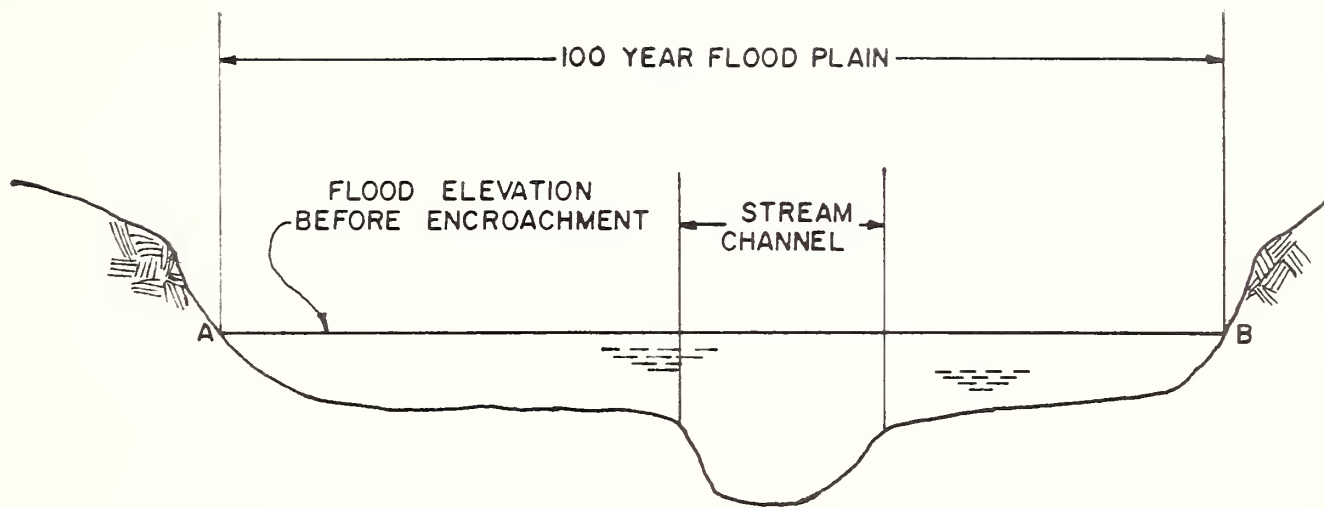 100 YEAR FLOOD PLAIN
FLOOD ELEVATION
BEFORE ENCROACHMENT
STREAM
CHANNEL
A
B